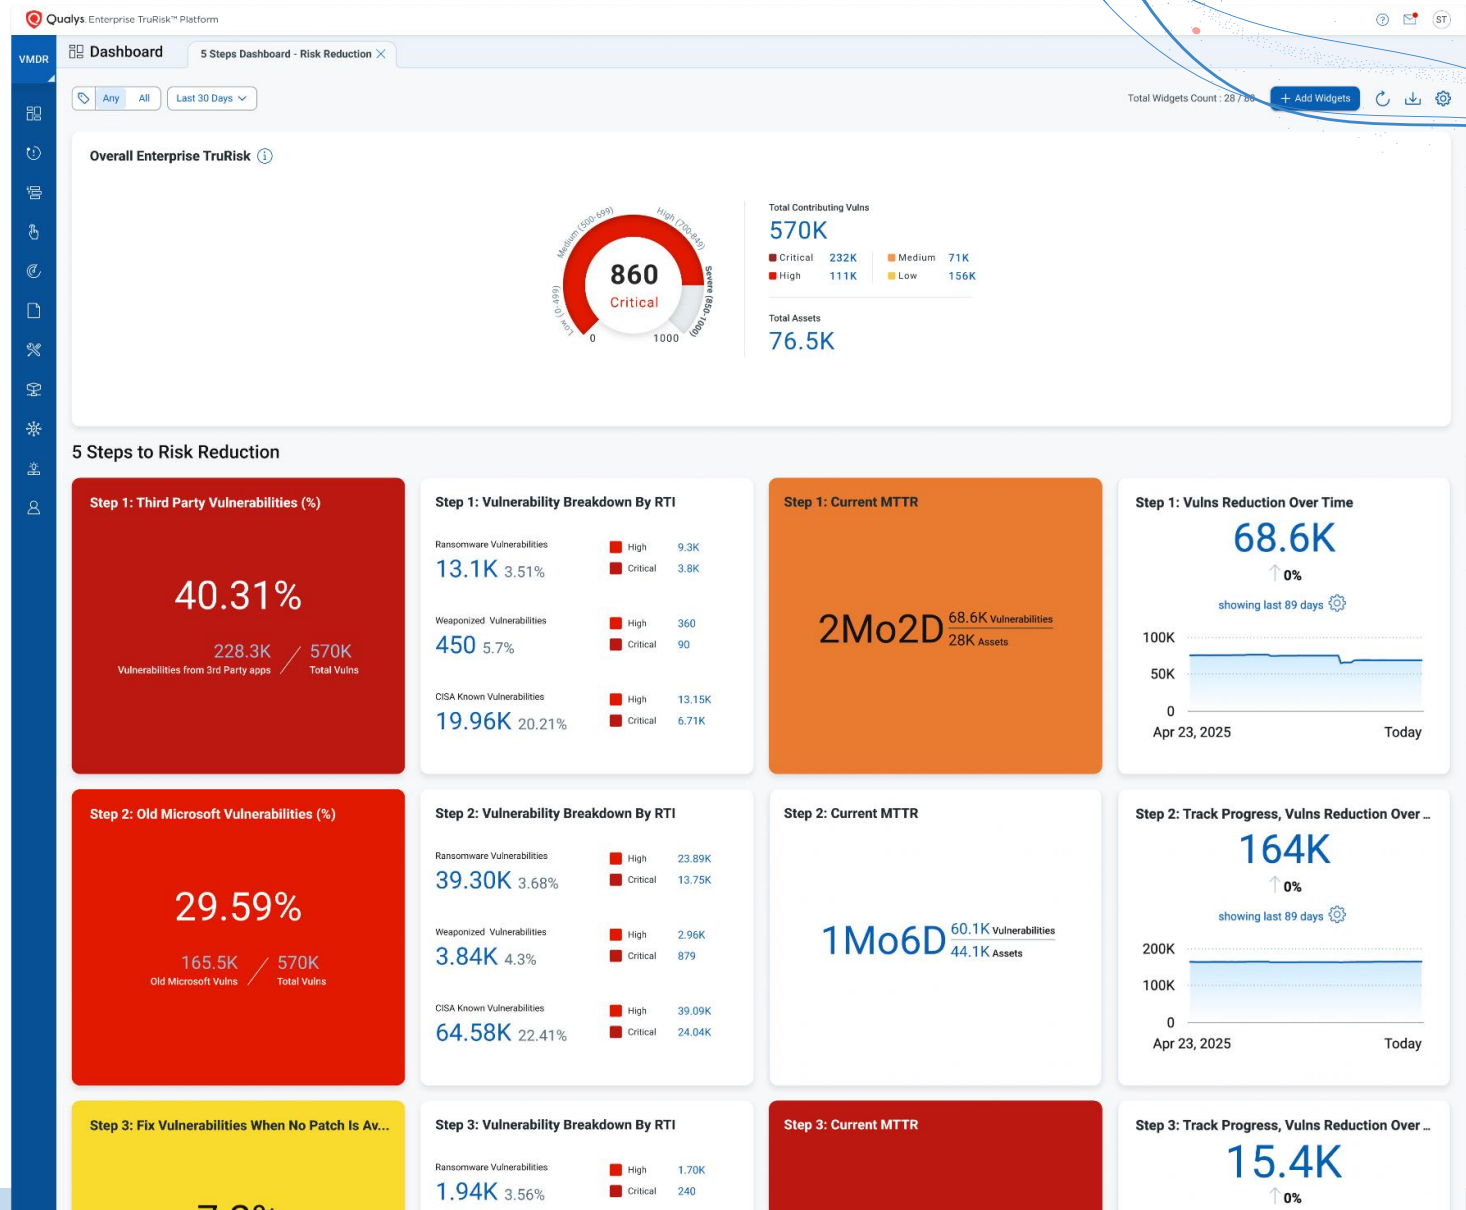 Qualys. Enterprise TruRisk™ Platform
ST
VMDR
Dashboard
5 Steps Dashboard - Risk Reduction
Any All
Last 30 Days
Total Widgets Count : 28 / 80
+ Add Widgets
Overall Enterprise TruRisk
Low (0-499)
Medium (500-699)
High (700-849)
Severe (850-1000)
860
Critical
0
1000
Total Contributing Vulns
570K
Critical 232K
Medium 71K
High 111K
Low 156K
Total Assets
76.5K
5 Steps to Risk Reduction
Step 1: Third Party Vulnerabilities (%)
40.31%
228.3K / 570K
Vulnerabilities from 3rd Party apps
Total Vulns
Step 1: Vulnerability Breakdown By RTI
Ransomware Vulnerabilities
13.1K 3.51%
High 9.3K
Critical 3.8K
Weaponized Vulnerabilities
450 5.7%
High 360
Critical 90
CISA Known Vulnerabilities
19.96K 20.21%
High 13.15K
Critical 6.71K
Step 1: Current MTTR
2Mo2D
68.6K Vulnerabilities
28K Assets
Step 1: Vulns Reduction Over Time
68.6K
↑ 0%
showing last 89 days
100K
50K
0
Apr 23, 2025
Today
Step 2: Old Microsoft Vulnerabilities (%)
29.59%
165.5K / 570K
Old Microsoft Vulns
Total Vulns
Step 2: Vulnerability Breakdown By RTI
Ransomware Vulnerabilities
39.30K 3.68%
High 23.89K
Critical 13.75K
Weaponized Vulnerabilities
3.84K 4.3%
High 2.96K
Critical 879
CISA Known Vulnerabilities
64.58K 22.41%
High 39.09K
Critical 24.04K
Step 2: Current MTTR
1Mo6D
60.1K Vulnerabilities
44.1K Assets
Step 2: Track Progress, Vulns Reduction Over ...
164K
↑ 0%
showing last 89 days
200K
100K
0
Apr 23, 2025
Today
Step 3: Fix Vulnerabilities When No Patch Is Av...
Step 3: Vulnerability Breakdown By RTI
Ransomware Vulnerabilities
1.94K 3.56%
High 1.70K
Critical 240
Step 3: Current MTTR
Step 3: Track Progress, Vulns Reduction Over ...
15.4K
↑ 0%